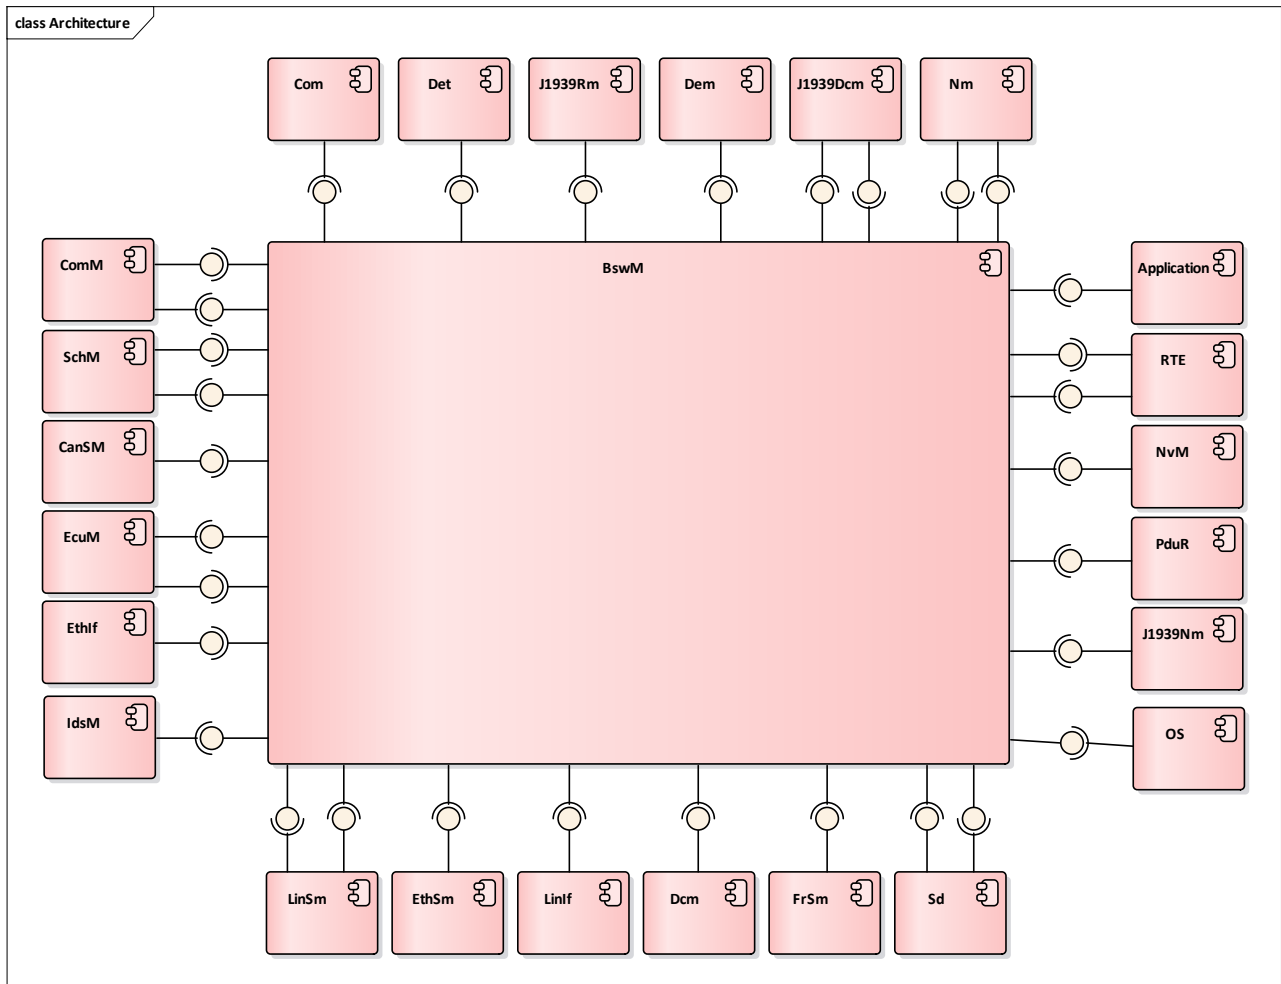 class Architecture
Com
Det
J1939Rm
Dem
J1939Dcm
Nm
ComM
SchM
CanSM
EcuM
EthIf
IdsM
BswM
Application
RTE
NvM
PduR
J1939Nm
OS
LinSm
EthSm
LinIf
Dcm
FrSm
Sd